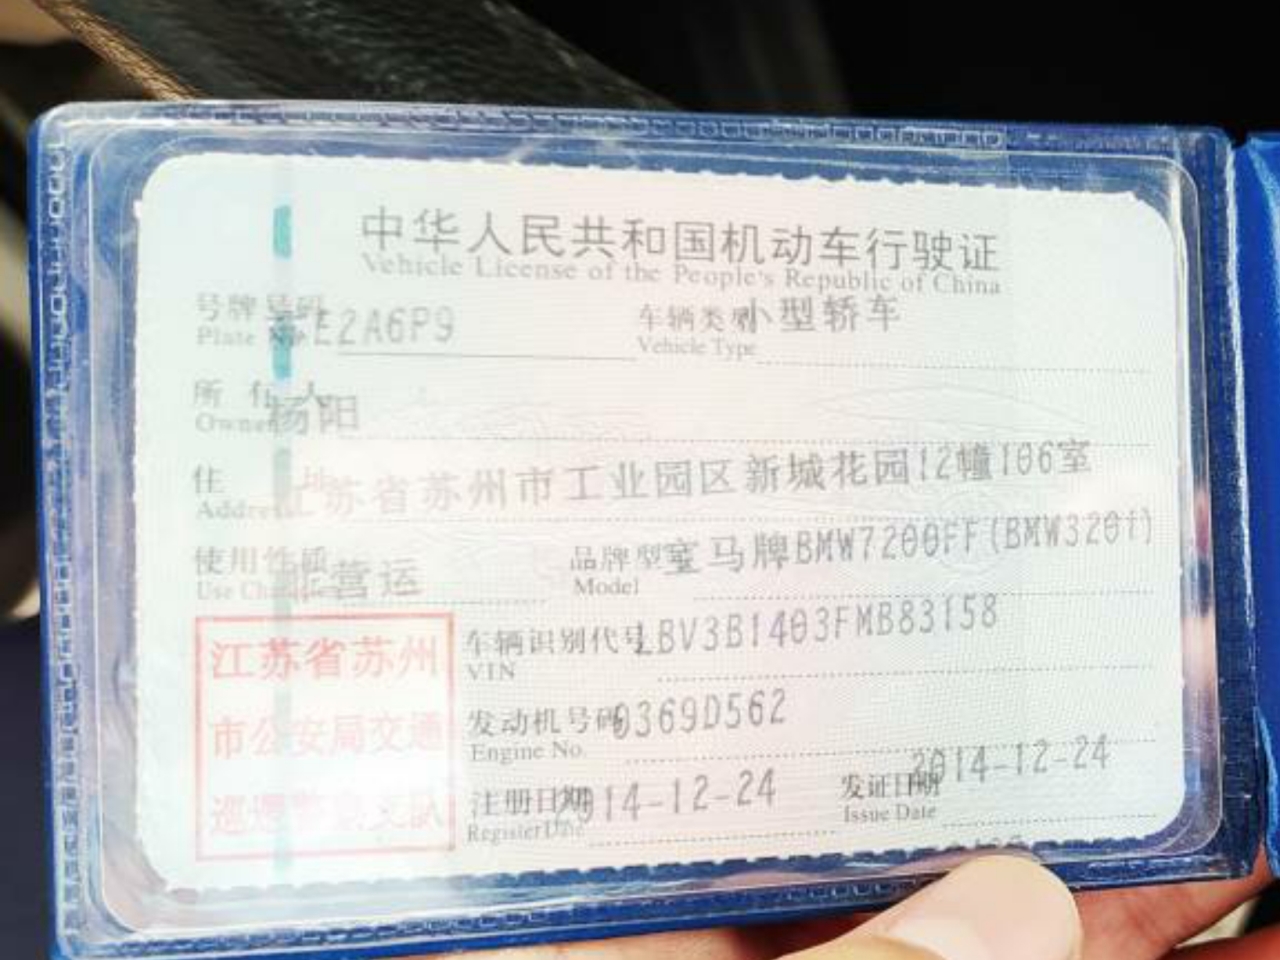 中华人民共和国机动车行驶证
Vehicle License of the People's Republic of China
号牌号码 E2A6P9 车辆类型 小型轿车
Plate No. Vehicle Type
所有人 杨阳
Owner
住址 江苏省苏州市工业园区新城花园12幢106室
Address
使用性质 非营运 品牌型号 宝马牌BMW7200FF(BMW320i)
Use Character Model
江苏省苏州
市公安局交通
巡逻警察支队
车辆识别代号 LBV3B1403FMB83158
VIN
发动机号码 0369D562
Engine No.
注册日期 2014-12-24 发证日期 2014-12-24
Register Date Issue Date